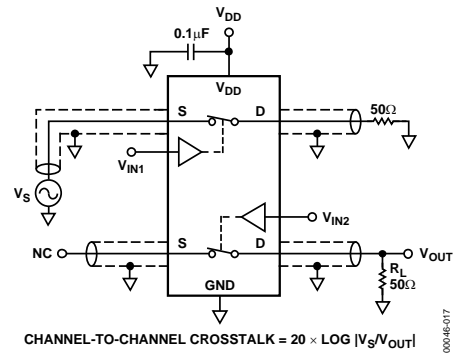 VDD
0.1μF
VDD
S
D
50Ω
VIN1
VS
VIN2
NC
S
D
VOUT
RL
50Ω
GND
CHANNEL-TO-CHANNEL CROSSTALK = 20 × LOG |VS/VOUT|
00046-017